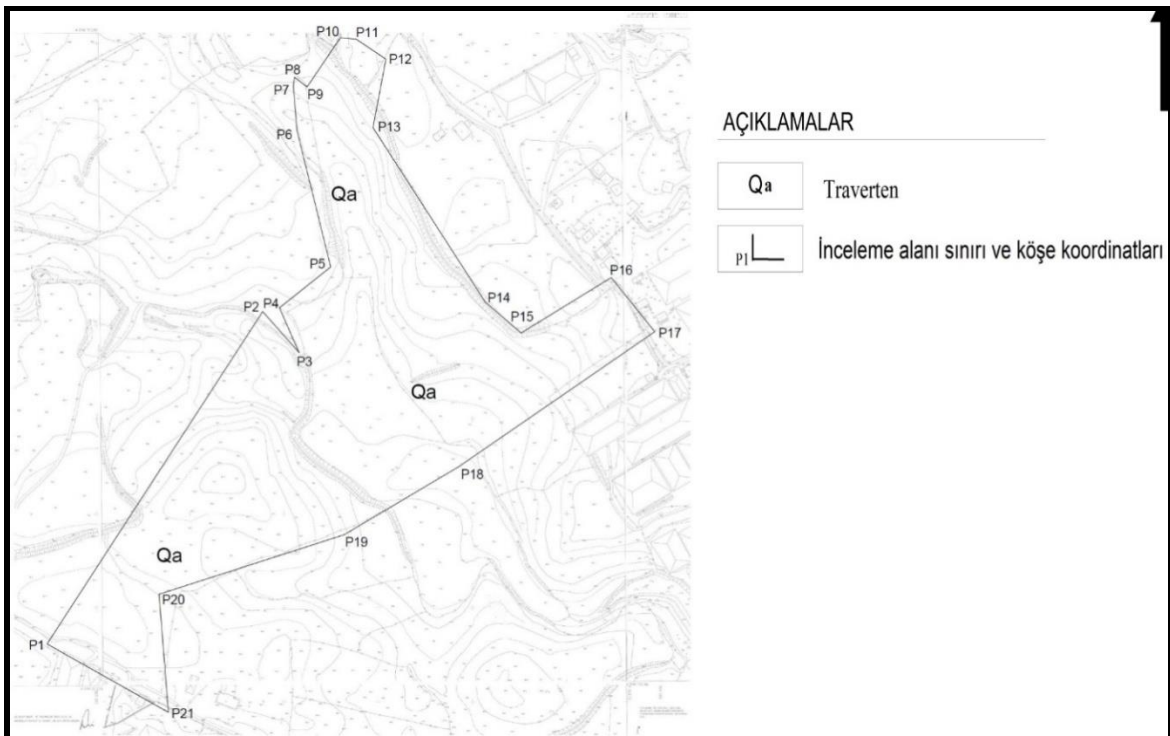 P10 P11
P12
P8
P7
P9
P13
P6
Qa
P5
P16
P14
P4
P2
P15
P17
P3
Qa
P18
P19
Qa
P20
P1
P21
AÇIKLAMALAR
Qa Traverten
P1 İnceleme alanı sınırı ve köşe koordinatları